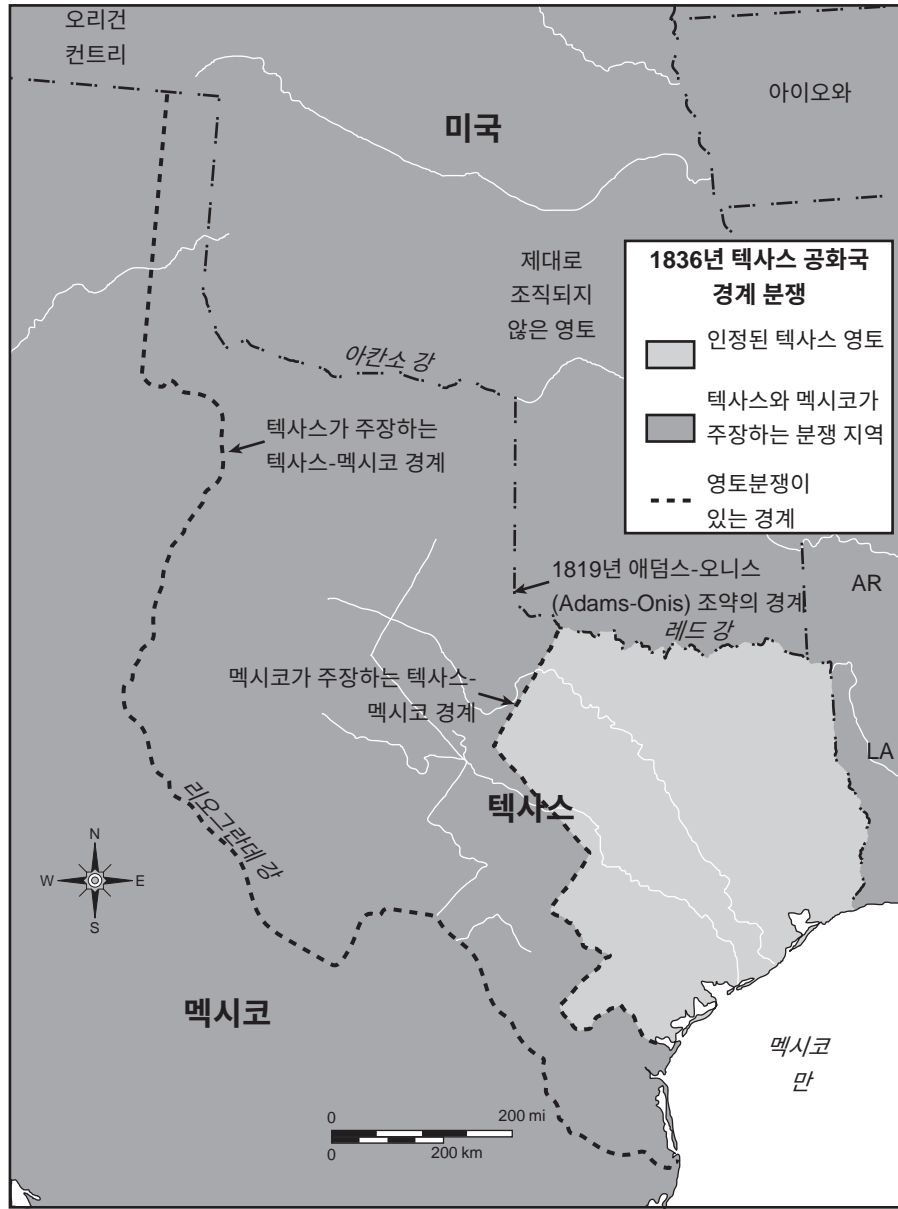 오리건
컨트리
미국
아이오와
제대로
조직되지
않은 영토
1836년 텍사스 공화국
경계 분쟁
인정된 텍사스 영토
텍사스와 멕시코가
주장하는 분쟁 지역
영토분쟁이
있는 경계
아칸소 강
텍사스가 주장하는
텍사스-멕시코 경계
1819년 애덤스-오니스
(Adams-Onis) 조약의 경계
레드 강
AR
멕시코가 주장하는 텍사스-
멕시코 경계
LA
텍사스
리오그란데 강
N
W
E
S
멕시코
멕시코
만
0
200 mi
0
200 km